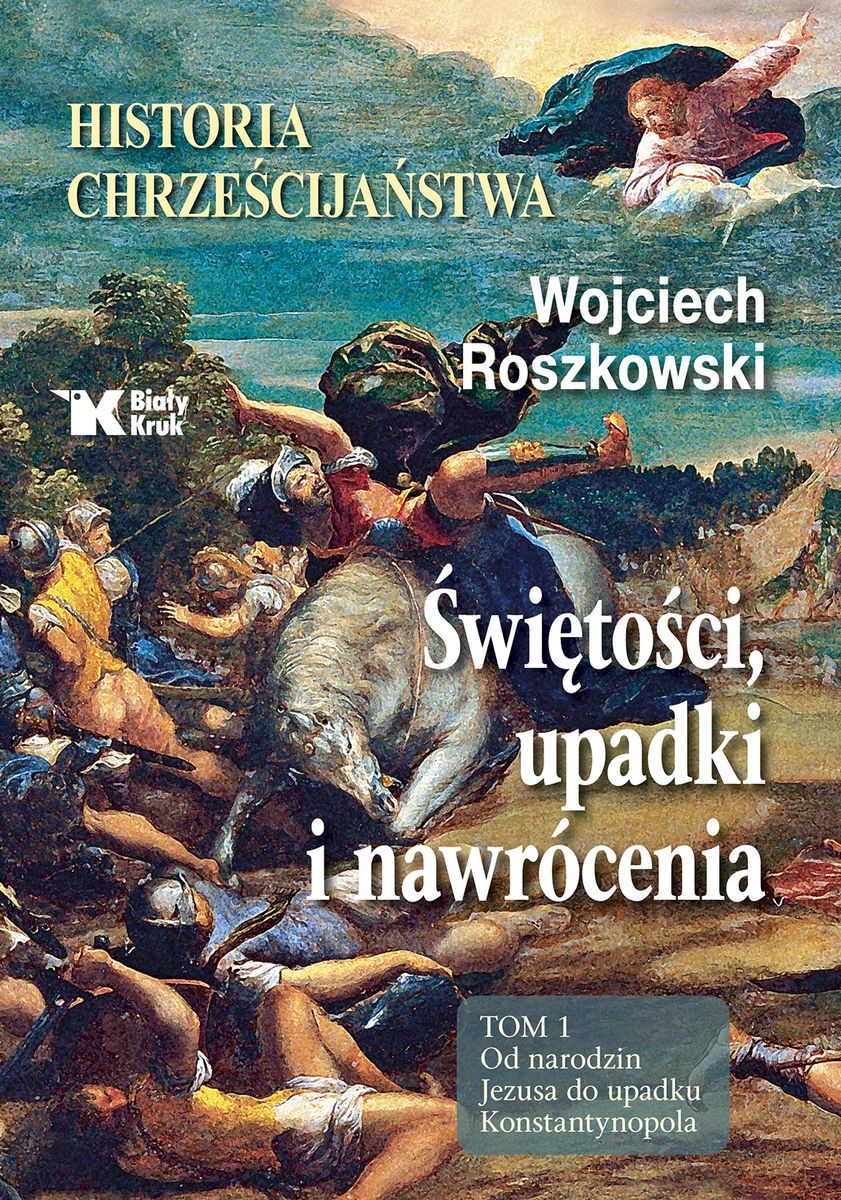 HISTORIA
CHRZEŚCIJAŃSTWA
Wojciech
Roszkowski
Biały
Kruk
Świętości,
upadki
i nawrócenia
TOM 1
Od narodzin
Jezusa do upadku
Konstantynopola